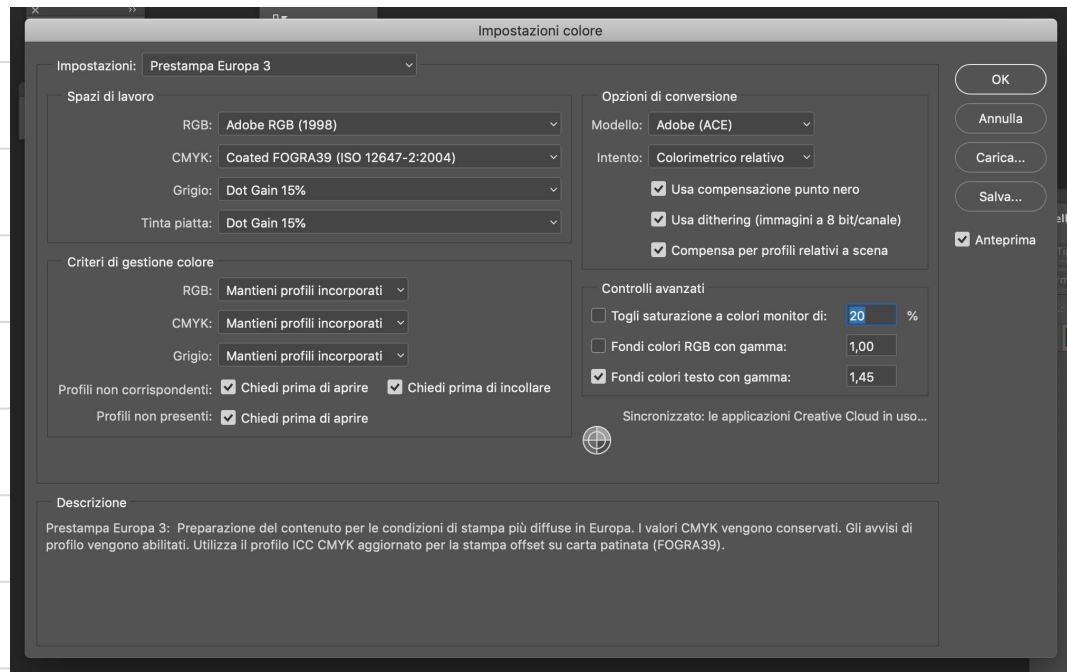 Impostazioni colore
Impostazioni: Prestampa Europa 3
Spazi di lavoro
RGB: Adobe RGB (1998)
CMYK: Coated FOGRA39 (ISO 12647-2:2004)
Grigio: Dot Gain 15%
Tinta piatta: Dot Gain 15%
Criteri di gestione colore
RGB: Mantieni profili incorporati
CMYK: Mantieni profili incorporati
Grigio: Mantieni profili incorporati
Profili non corrispondenti: Chiedi prima di aprire Chiedi prima di incollare
Profili non presenti: Chiedi prima di aprire
Opzioni di conversione
Modello: Adobe (ACE)
Intento: Colorimetrico relativo
Usa compensazione punto nero
Usa dithering (immagini a 8 bit/canale)
Compensa per profili relativi a scena
Controlli avanzati
Togli saturazione a colori monitor di: 20 %
Fondi colori RGB con gamma: 1,00
Fondi colori testo con gamma: 1,45
Sincronizzato: le applicazioni Creative Cloud in uso...
OK
Annulla
Carica...
Salva...
Anteprima
Descrizione
Prestampa Europa 3: Preparazione del contenuto per le condizioni di stampa più diffuse in Europa. I valori CMYK vengono conservati. Gli avvisi di
profilo vengono abilitati. Utilizza il profilo ICC CMYK aggiornato per la stampa offset su carta patinata (FOGRA39).